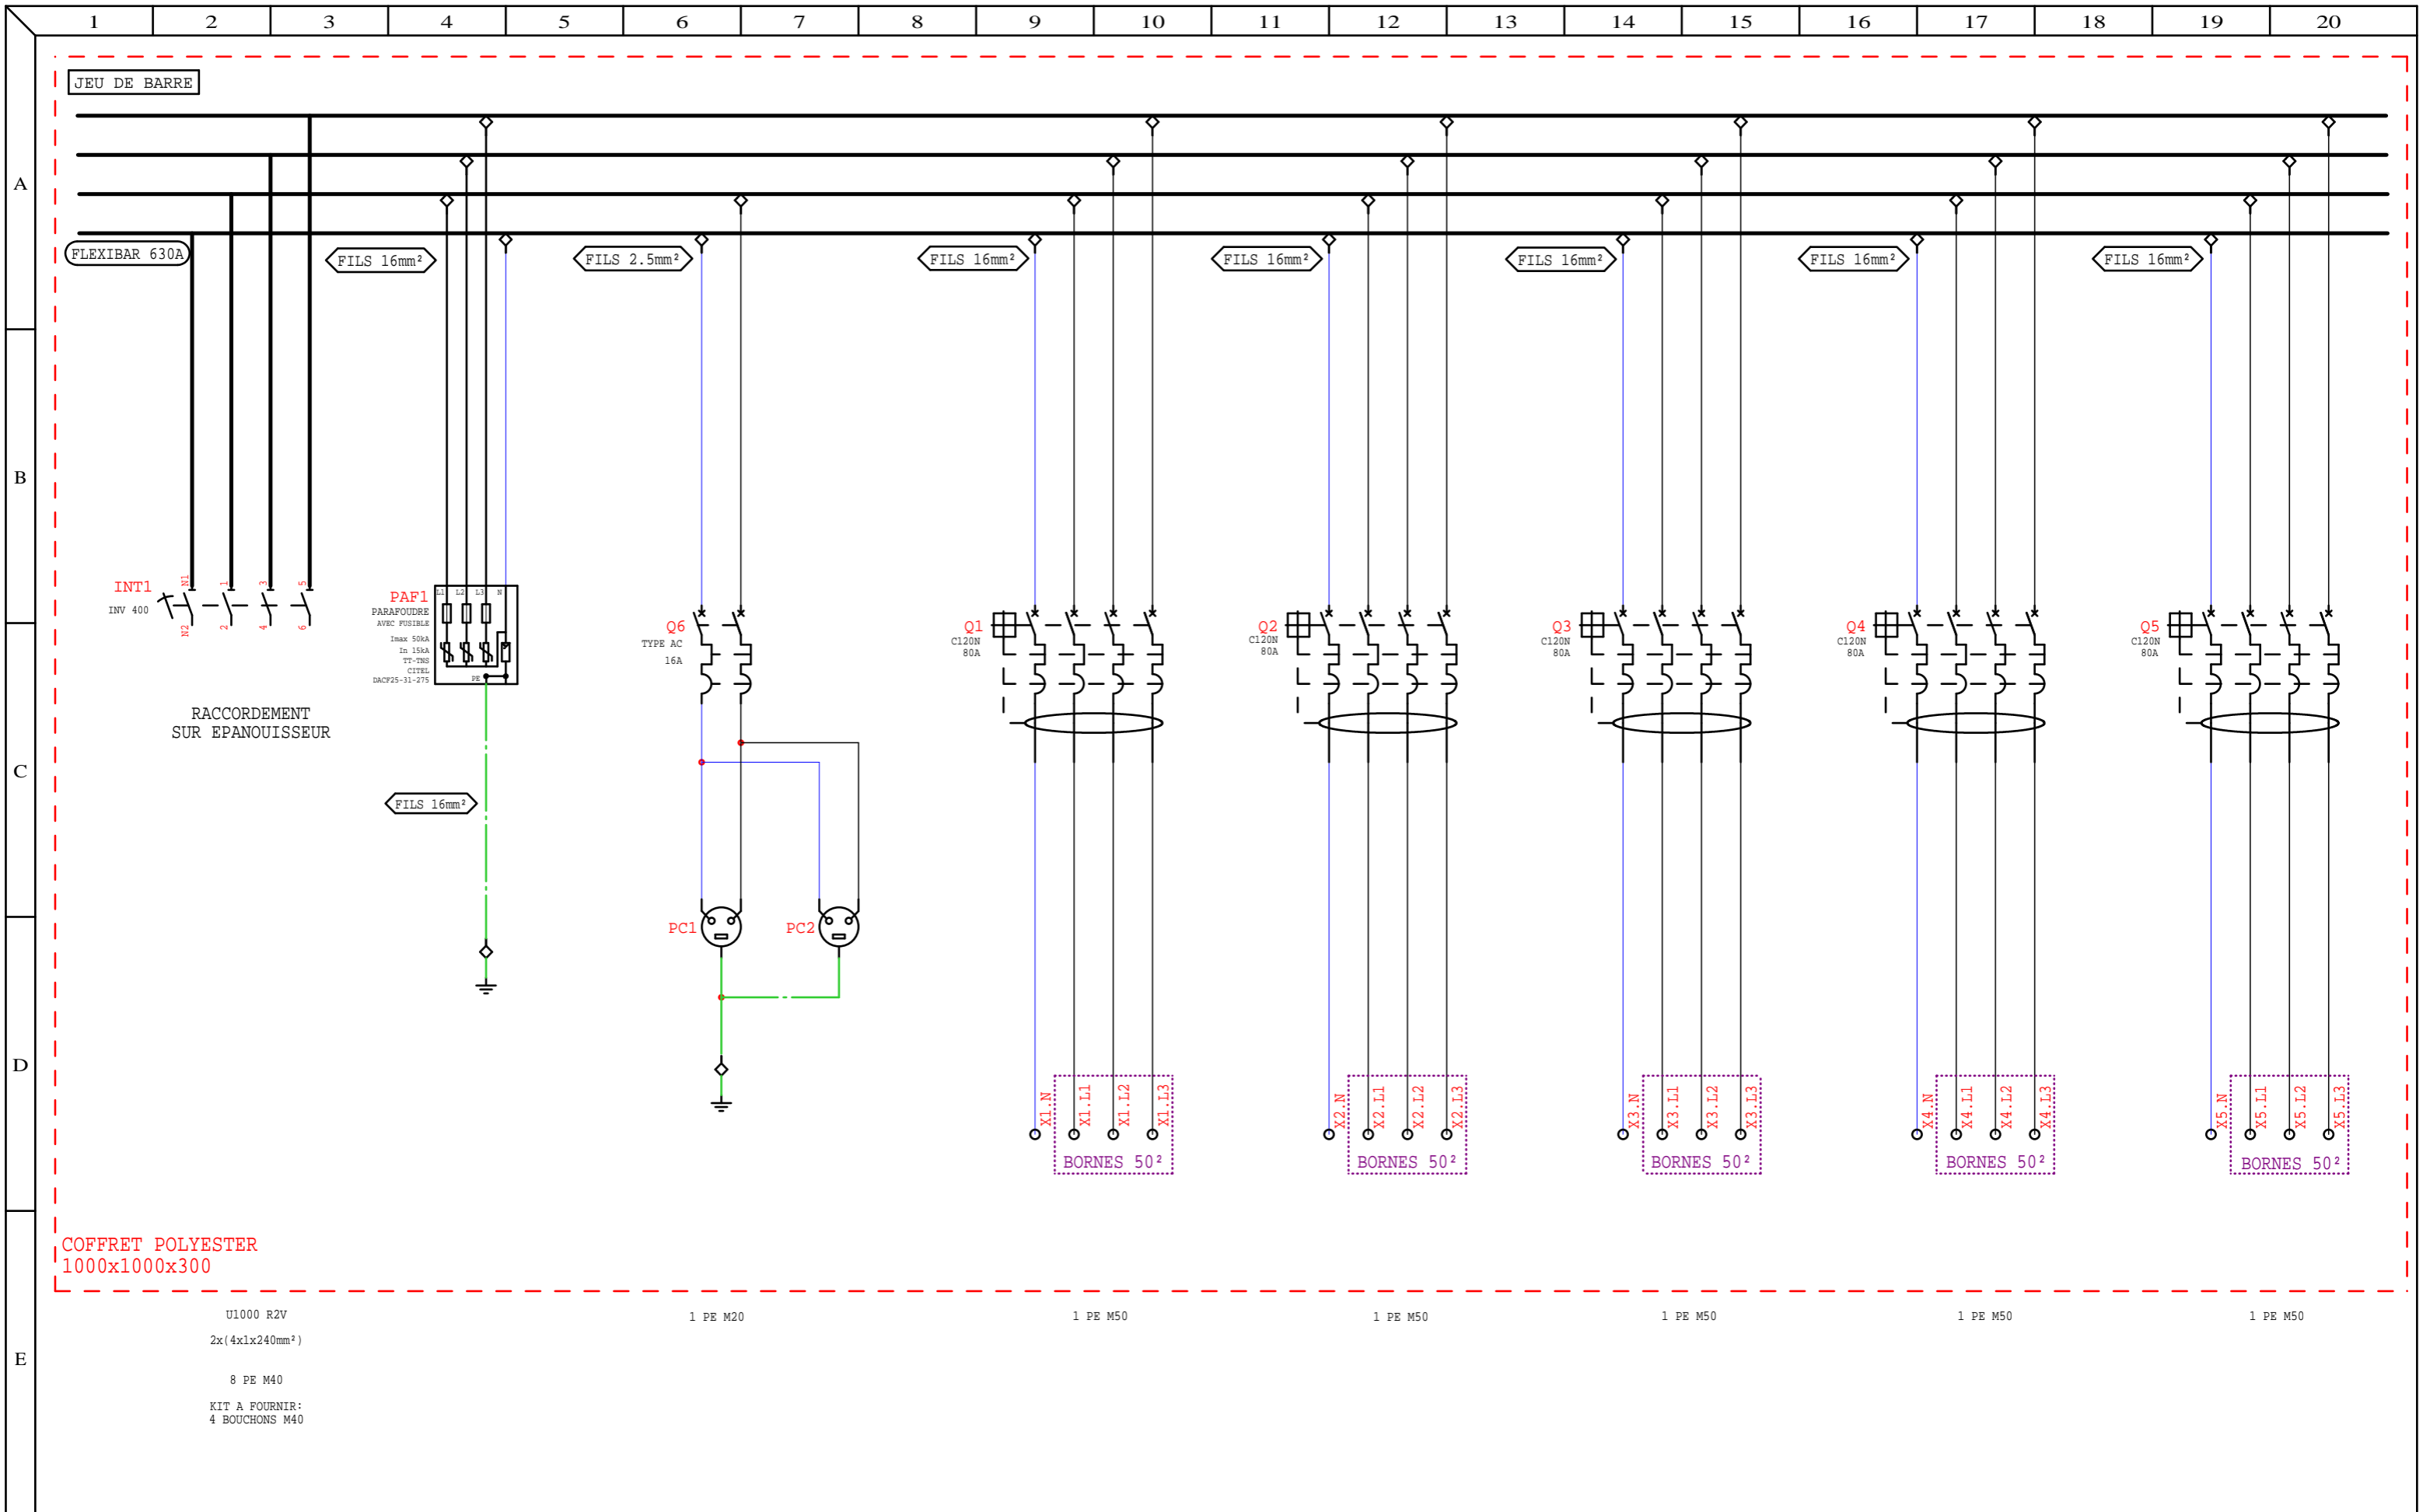 1 2 3 4 5 6 7 8 9 10 11 12 13 14 15 16 17 18 19 20
JEU DE BARRE
A
FLEXIBAR 630A
FILS 16mm²
FILS 2.5mm²
FILS 16mm²
FILS 16mm²
FILS 16mm²
FILS 16mm²
FILS 16mm²
B
INT1
INV 400
N1
1
3
5
N2
2
4
6
RACCORDEMENT
SUR EPANOUISSEUR
PAF1
PARAFOUDRE
AVEC FUSIBLE
Imax 50kA
In 15kA
TT-TNS
CITEL
DACF25-31-275
L1
L2
L3
N
PE
FILS 16mm²
Q6
TYPE AC
16A
Q1
C120N
80A
Q2
C120N
80A
Q3
C120N
80A
Q4
C120N
80A
Q5
C120N
80A
C
PC1
PC2
D
X1.N
X1.L1
X1.L2
X1.L3
BORNES 50²
X2.N
X2.L1
X2.L2
X2.L3
BORNES 50²
X3.N
X3.L1
X3.L2
X3.L3
BORNES 50²
X4.N
X4.L1
X4.L2
X4.L3
BORNES 50²
X5.N
X5.L1
X5.L2
X5.L3
BORNES 50²
COFFRET POLYESTER
1000x1000x300
E
U1000 R2V
2x(4x1x240mm²)
8 PE M40
KIT A FOURNIR:
4 BOUCHONS M40
1 PE M20
1 PE M50
1 PE M50
1 PE M50
1 PE M50
1 PE M50